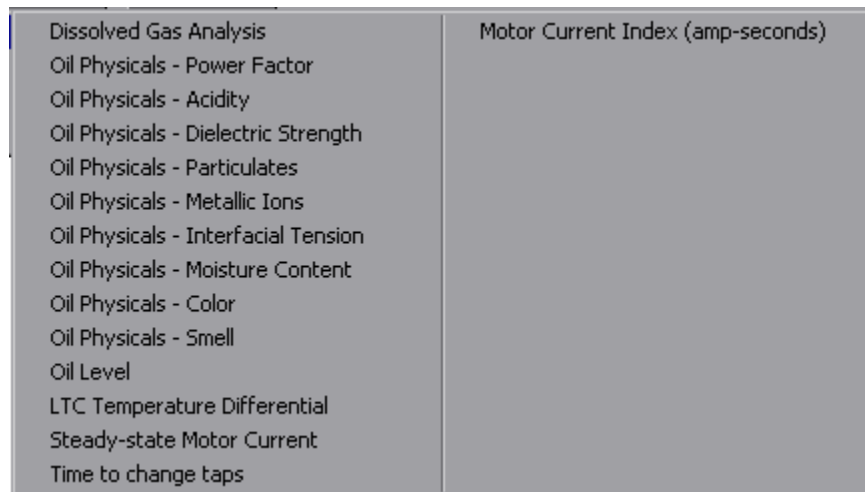 Dissolved Gas Analysis
Oil Physicals - Power Factor
Oil Physicals - Acidity
Oil Physicals - Dielectric Strength
Oil Physicals - Particulates
Oil Physicals - Metallic Ions
Oil Physicals - Interfacial Tension
Oil Physicals - Moisture Content
Oil Physicals - Color
Oil Physicals - Smell
Oil Level
LTC Temperature Differential
Steady-state Motor Current
Time to change taps
Motor Current Index (amp-seconds)